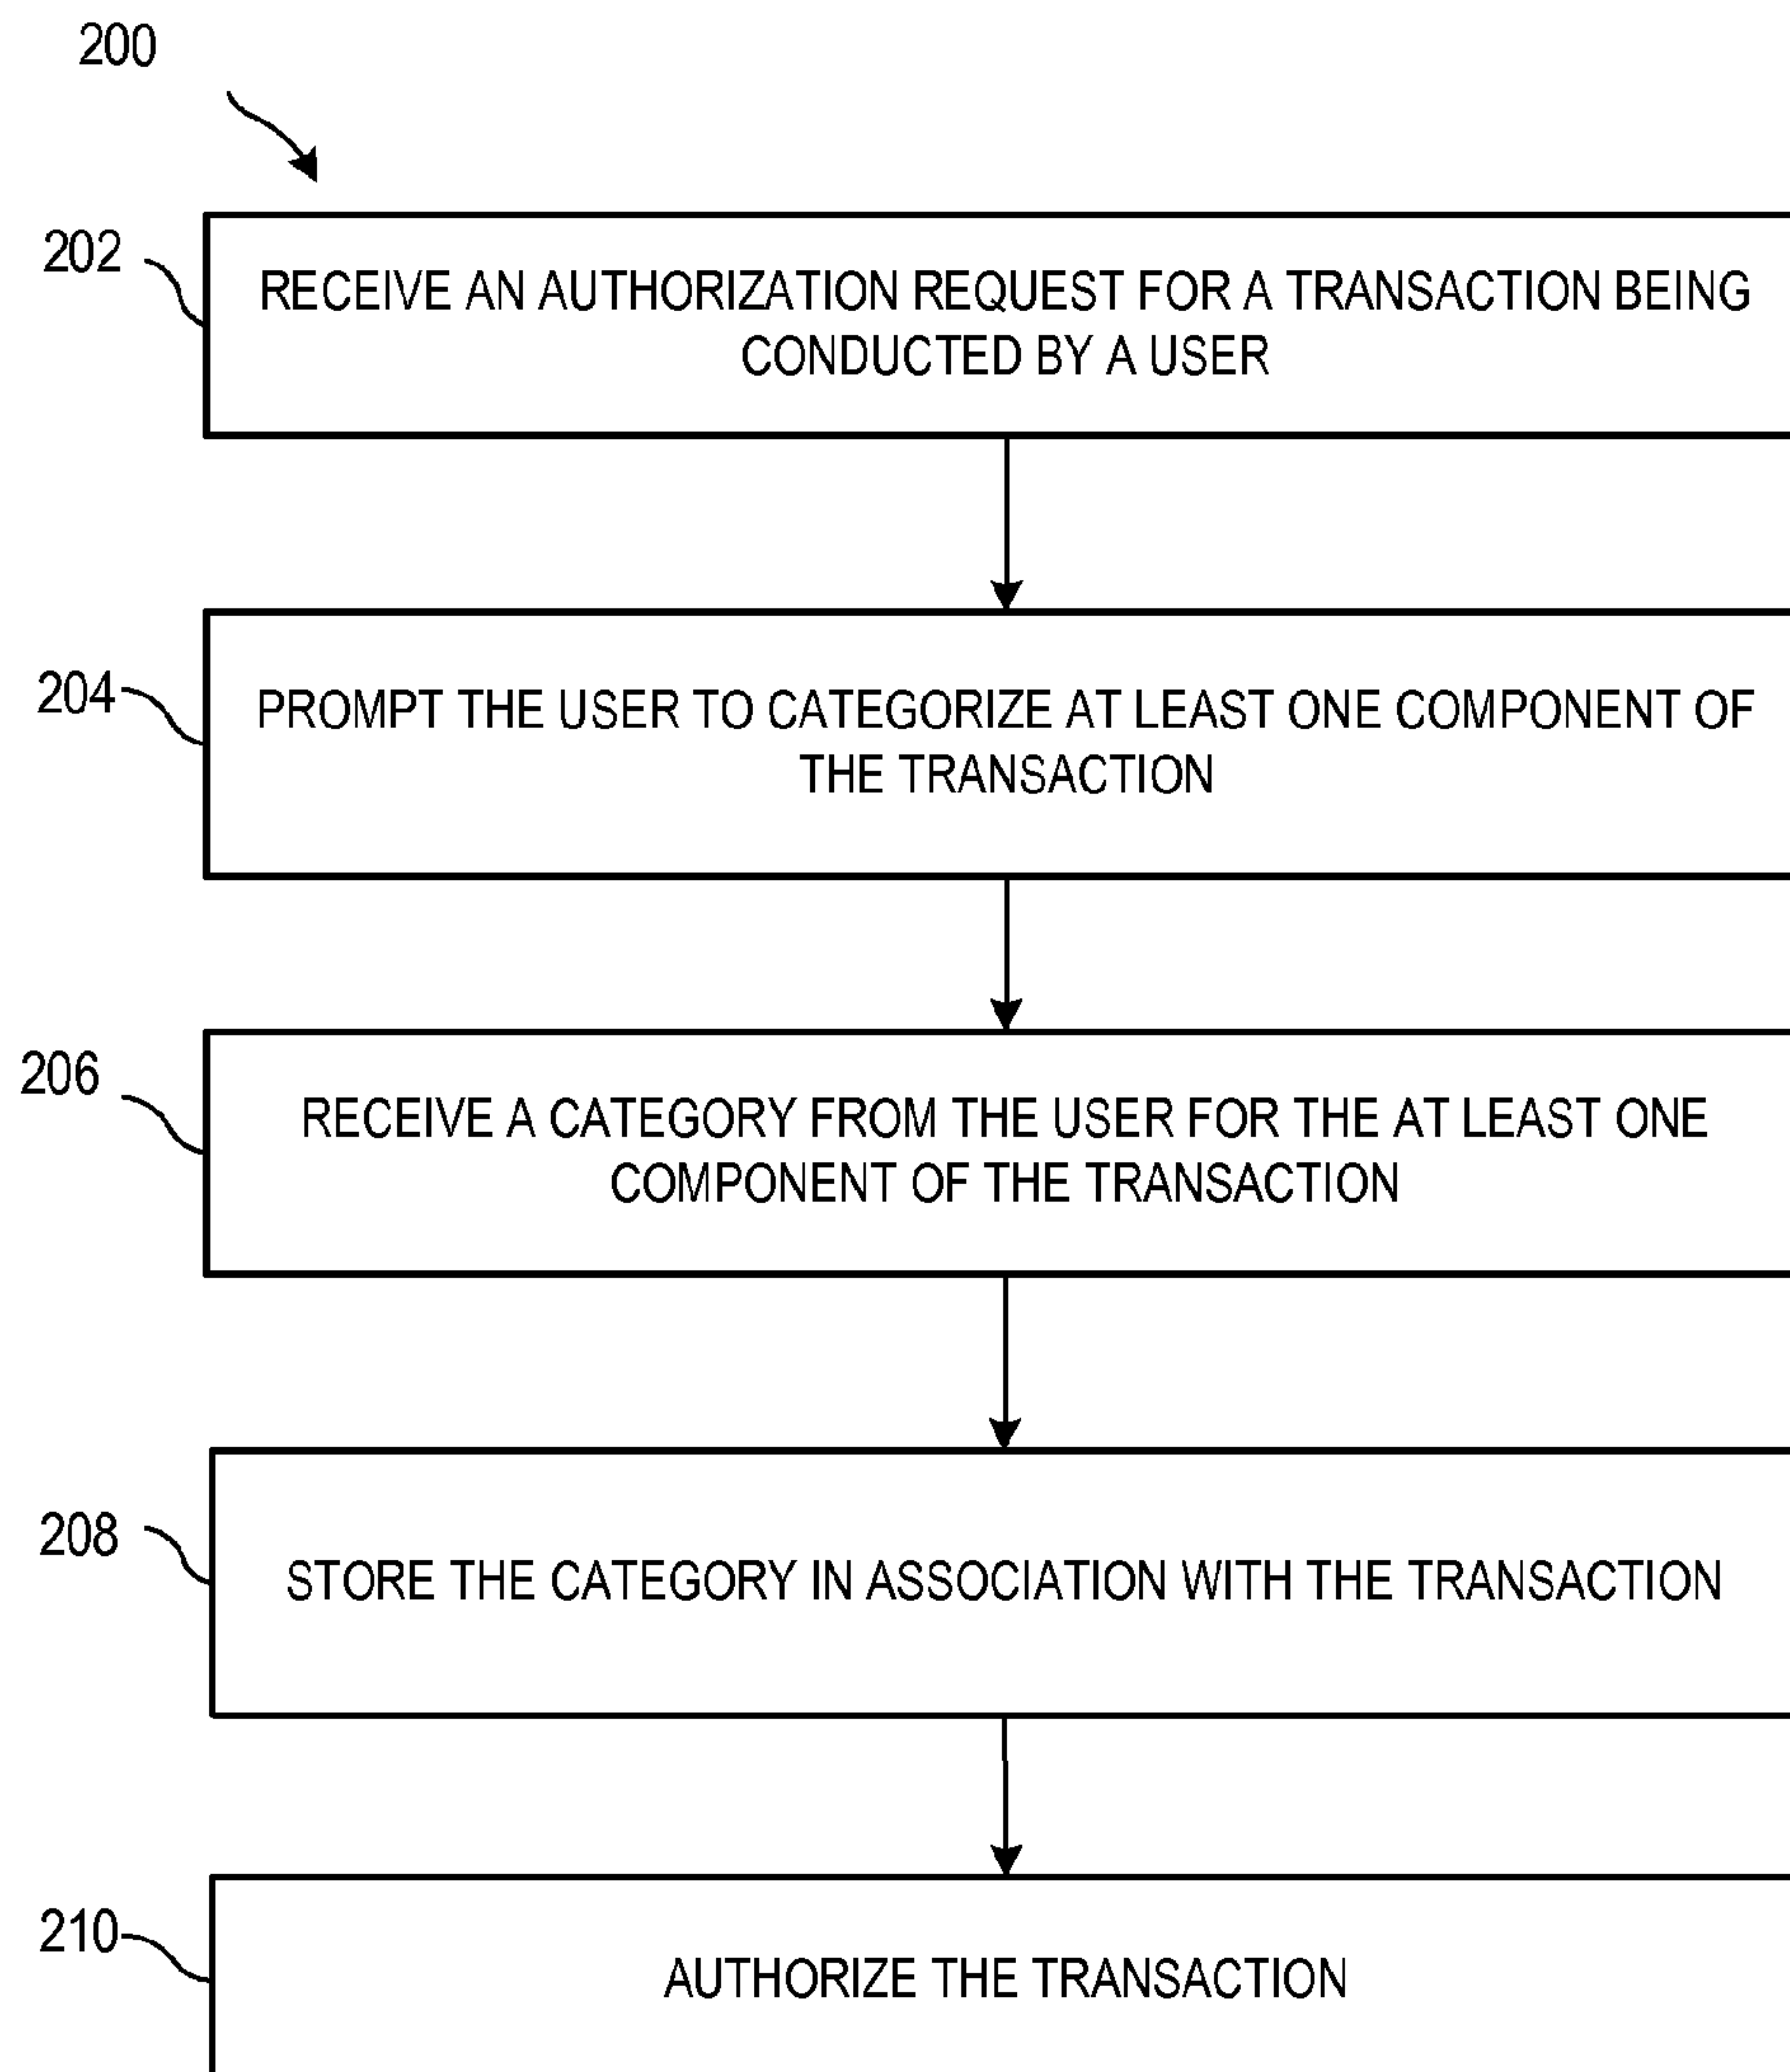 200
202
RECEIVE AN AUTHORIZATION REQUEST FOR A TRANSACTION BEING
CONDUCTED BY A USER
204
PROMPT THE USER TO CATEGORIZE AT LEAST ONE COMPONENT OF
THE TRANSACTION
206
RECEIVE A CATEGORY FROM THE USER FOR THE AT LEAST ONE
COMPONENT OF THE TRANSACTION
208
STORE THE CATEGORY IN ASSOCIATION WITH THE TRANSACTION
210
AUTHORIZE THE TRANSACTION